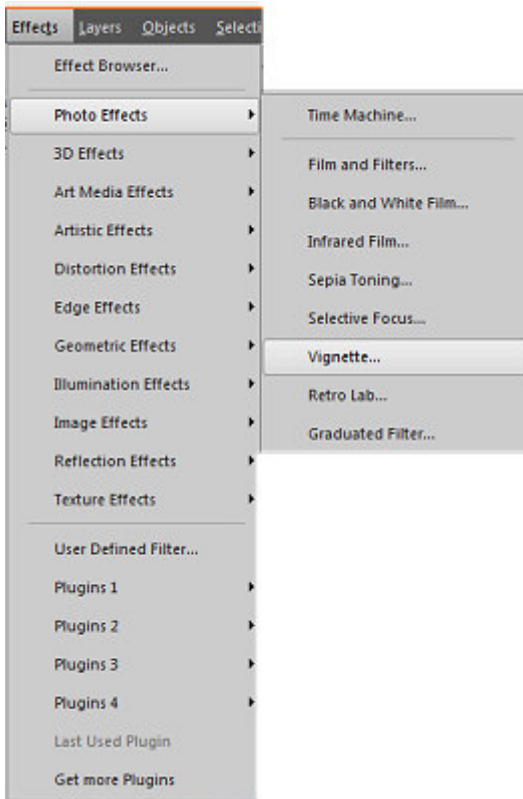 Effects Layers Objects Selecti
Effect Browser...
Photo Effects
3D Effects
Art Media Effects
Artistic Effects
Distortion Effects
Edge Effects
Geometric Effects
Illumination Effects
Image Effects
Reflection Effects
Texture Effects
User Defined Filter...
Plugins 1
Plugins 2
Plugins 3
Plugins 4
Last Used Plugin
Get more Plugins
Time Machine...
Film and Filters...
Black and White Film...
Infrared Film...
Sepia Toning...
Selective Focus...
Vignette...
Retro Lab...
Graduated Filter...